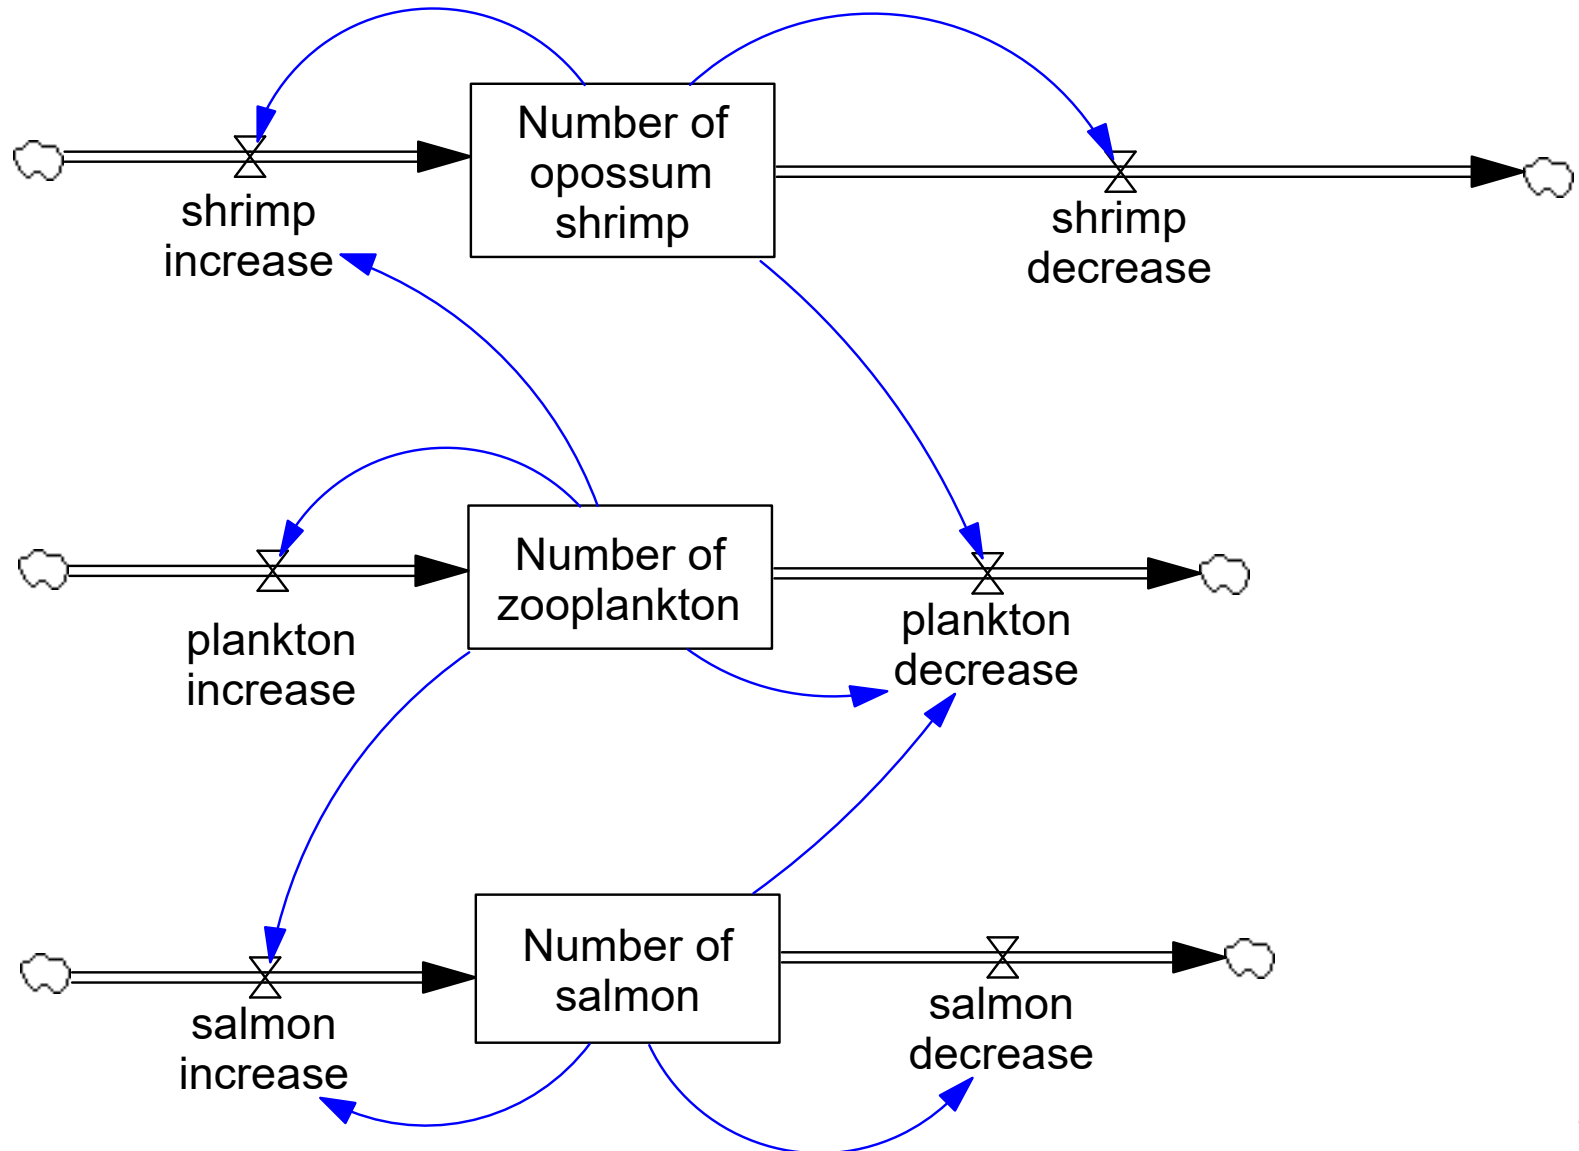 Number of
opossum
shrimp
shrimp
increase
shrimp
decrease
Number of
zooplankton
plankton
increase
plankton
decrease
Number of
salmon
salmon
increase
salmon
decrease